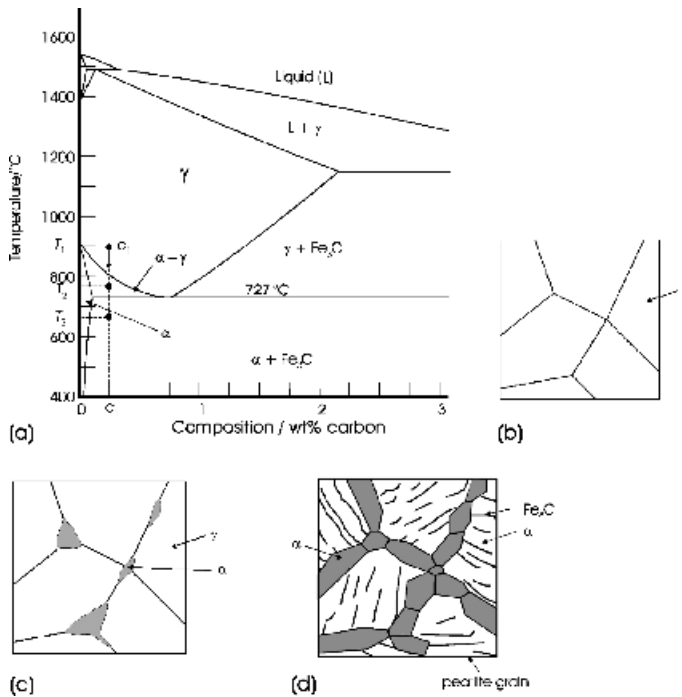 1600
Liquid (L)
1400
L + γ
Temperature/°C
1200
γ
1000
T₁
α – γ
γ + Fe₃C
800
T₂
727 °C
T₃
α
600
α + Fe₃C
400
0
C
1
2
3
Composition / wt% carbon
(a)
(b)
γ
α
(c)
Fe₃C
α
α
pearlite grain
(d)